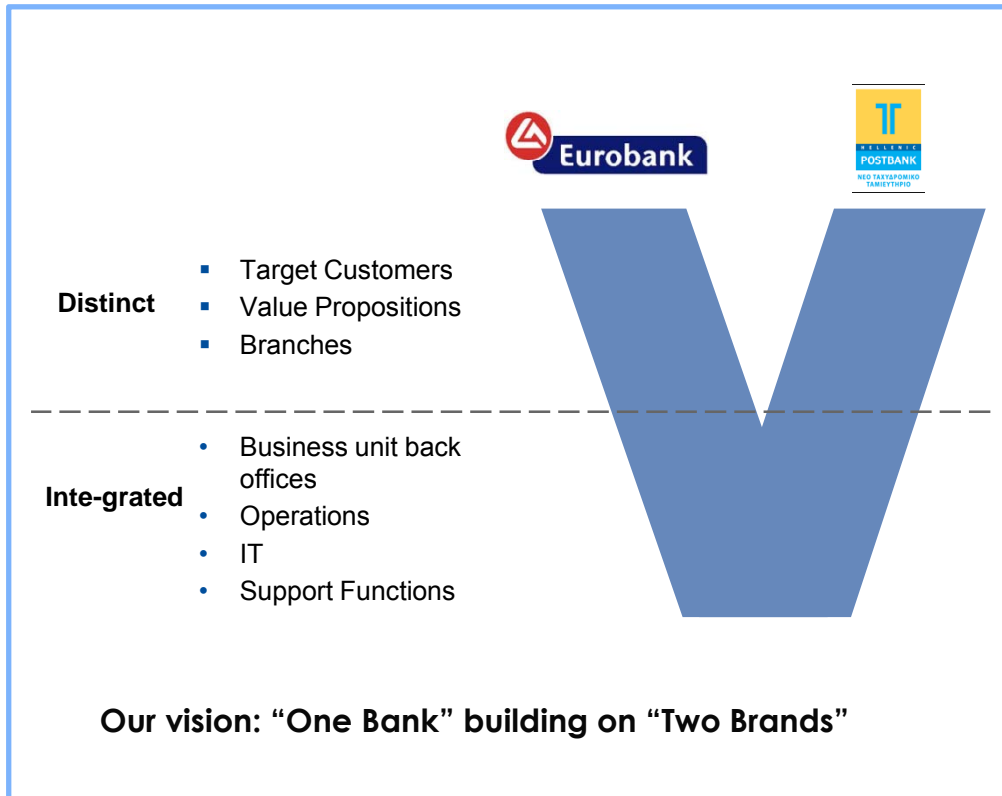 Eurobank
HELLENIC
POSTBANK
ΝΕΟ ΤΑΧΥΔΡΟΜΙΚΟ
ΤΑΜΙΕΥΤΗΡΙΟ
Distinct
▪ Target Customers
▪ Value Propositions
▪ Branches
Inte-grated
• Business unit back
offices
• Operations
• IT
• Support Functions
Our vision: “One Bank” building on “Two Brands”